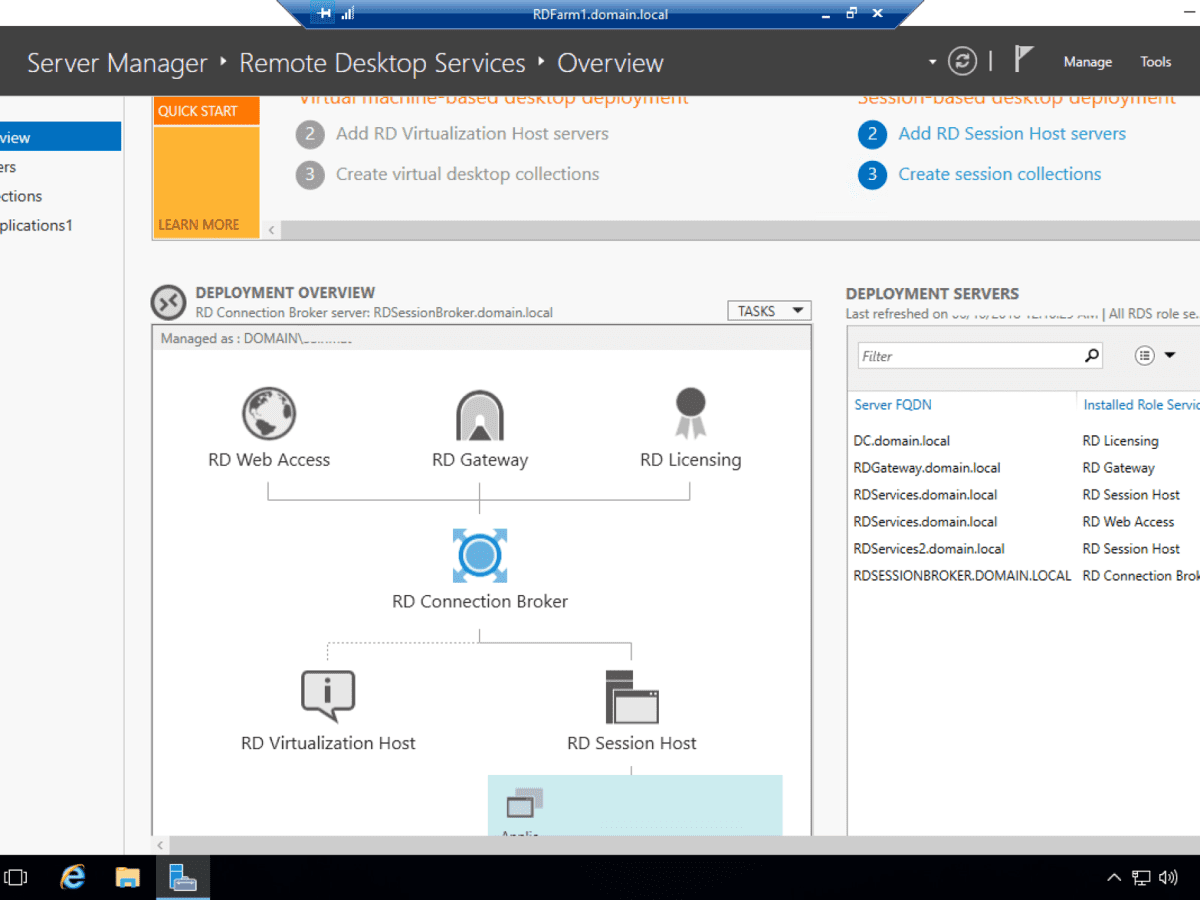 RDFarm1.domain.local
Server Manager Remote Desktop Services Overview
Manage Tools
QUICK START
Virtual machine-based desktop deployment
Session-based desktop deployment
2 Add RD Virtualization Host servers
2 Add RD Session Host servers
3 Create virtual desktop collections
3 Create session collections
LEARN MORE
view
ers
ctions
plications1
DEPLOYMENT OVERVIEW
RD Connection Broker server: RDSessionBroker.domain.local
TASKS
Managed as : DOMAIN\
RD Web Access
RD Gateway
RD Licensing
RD Connection Broker
RD Virtualization Host
RD Session Host
DEPLOYMENT SERVERS
Last refreshed on | All RDS role se...
Filter
Server FQDN Installed Role Servic
DC.domain.local RD Licensing
RDGateway.domain.local RD Gateway
RDServices.domain.local RD Session Host
RDServices.domain.local RD Web Access
RDServices2.domain.local RD Session Host
RDSESSIONBROKER.DOMAIN.LOCAL RD Connection Brok